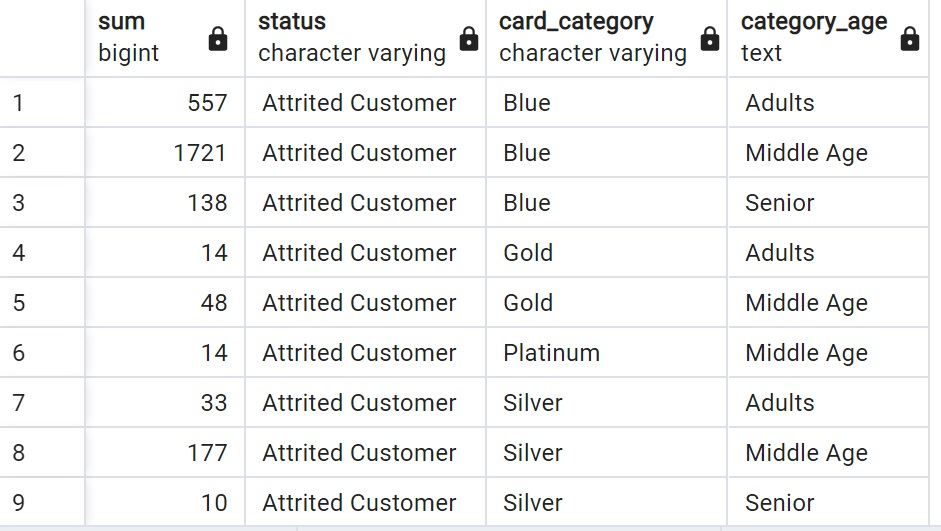 sum status card_category category_age
bigint character varying character varying text
1 557 Attrited Customer Blue Adults
2 1721 Attrited Customer Blue Middle Age
3 138 Attrited Customer Blue Senior
4 14 Attrited Customer Gold Adults
5 48 Attrited Customer Gold Middle Age
6 14 Attrited Customer Platinum Middle Age
7 33 Attrited Customer Silver Adults
8 177 Attrited Customer Silver Middle Age
9 10 Attrited Customer Silver Senior